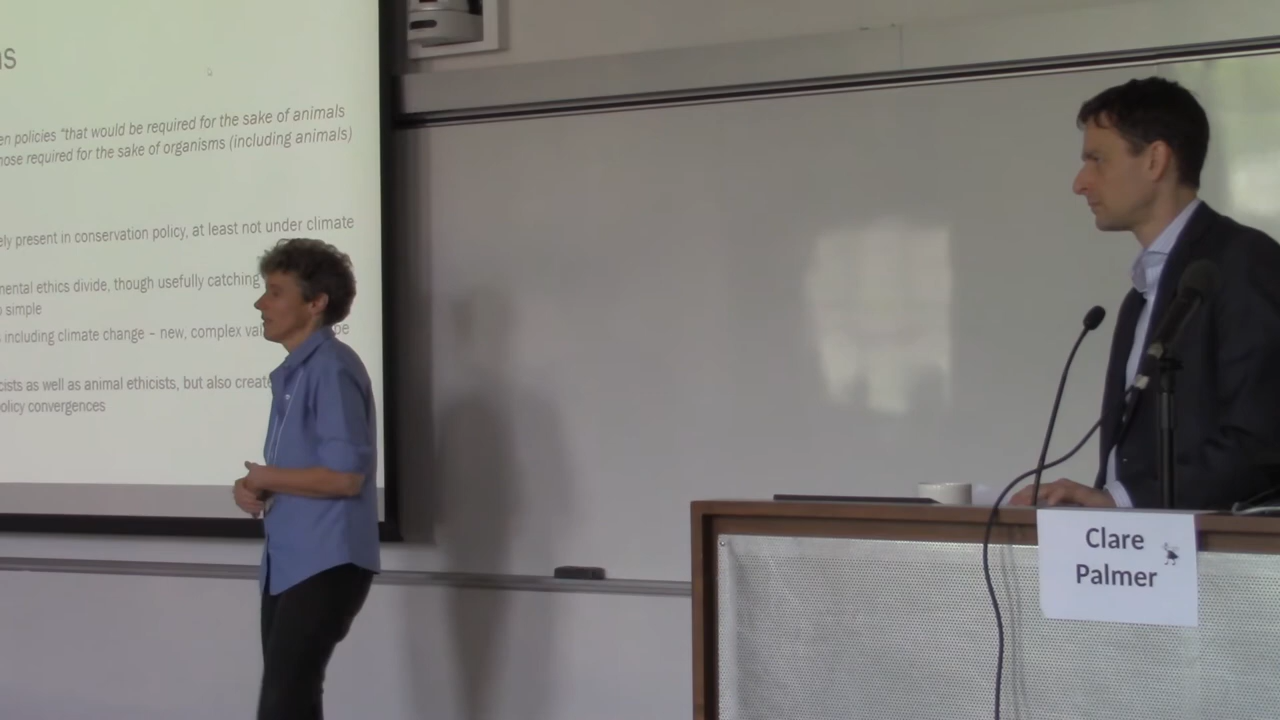 ns
en policies "that would be required for the sake of animals
hose required for the sake of organisms (including animals)
ely present in conservation policy, at least not under climate
mental ethics divide, though usefully catching
o simple
including climate change – new, complex val
be
cists as well as animal ethicists, but also create
olicy convergences
Clare
Palmer